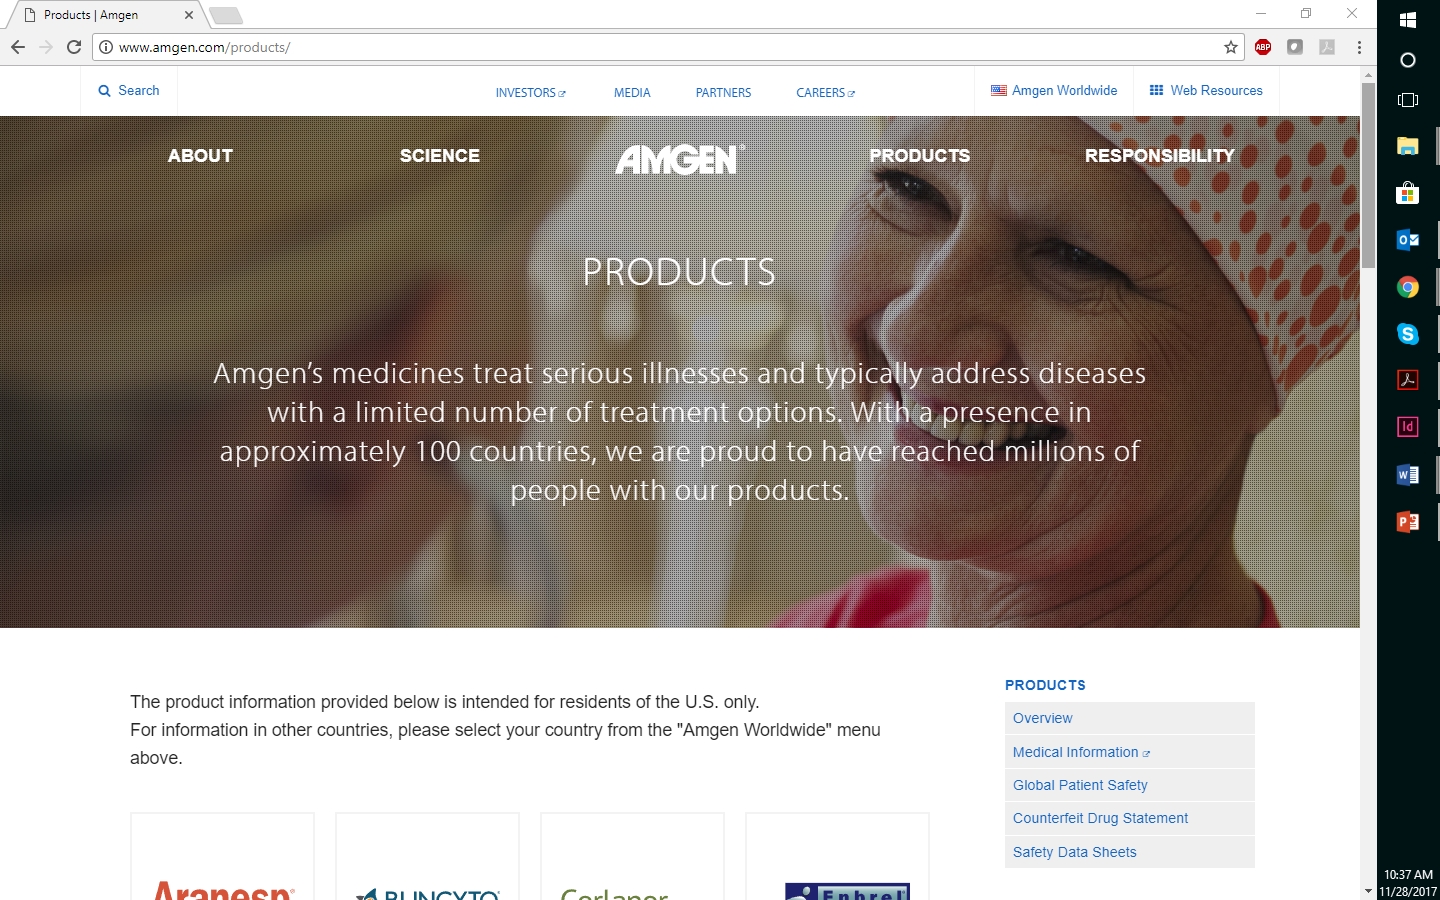 Products | Amgen
www.amgen.com/products/
ABP
Search
INVESTORS
MEDIA
PARTNERS
CAREERS
Amgen Worldwide
Web Resources
ABOUT
SCIENCE
AMGEN®
PRODUCTS
RESPONSIBILITY
PRODUCTS
Amgen’s medicines treat serious illnesses and typically address diseases
with a limited number of treatment options. With a presence in
approximately 100 countries, we are proud to have reached millions of
people with our products.
The product information provided below is intended for residents of the U.S. only.
For information in other countries, please select your country from the "Amgen Worldwide" menu
above.
PRODUCTS
Overview
Medical Information
Global Patient Safety
Counterfeit Drug Statement
Safety Data Sheets
Aranesp®
BLINCYTO®
Corlanor
Enbrel®
Id
10:37 AM
11/28/2017